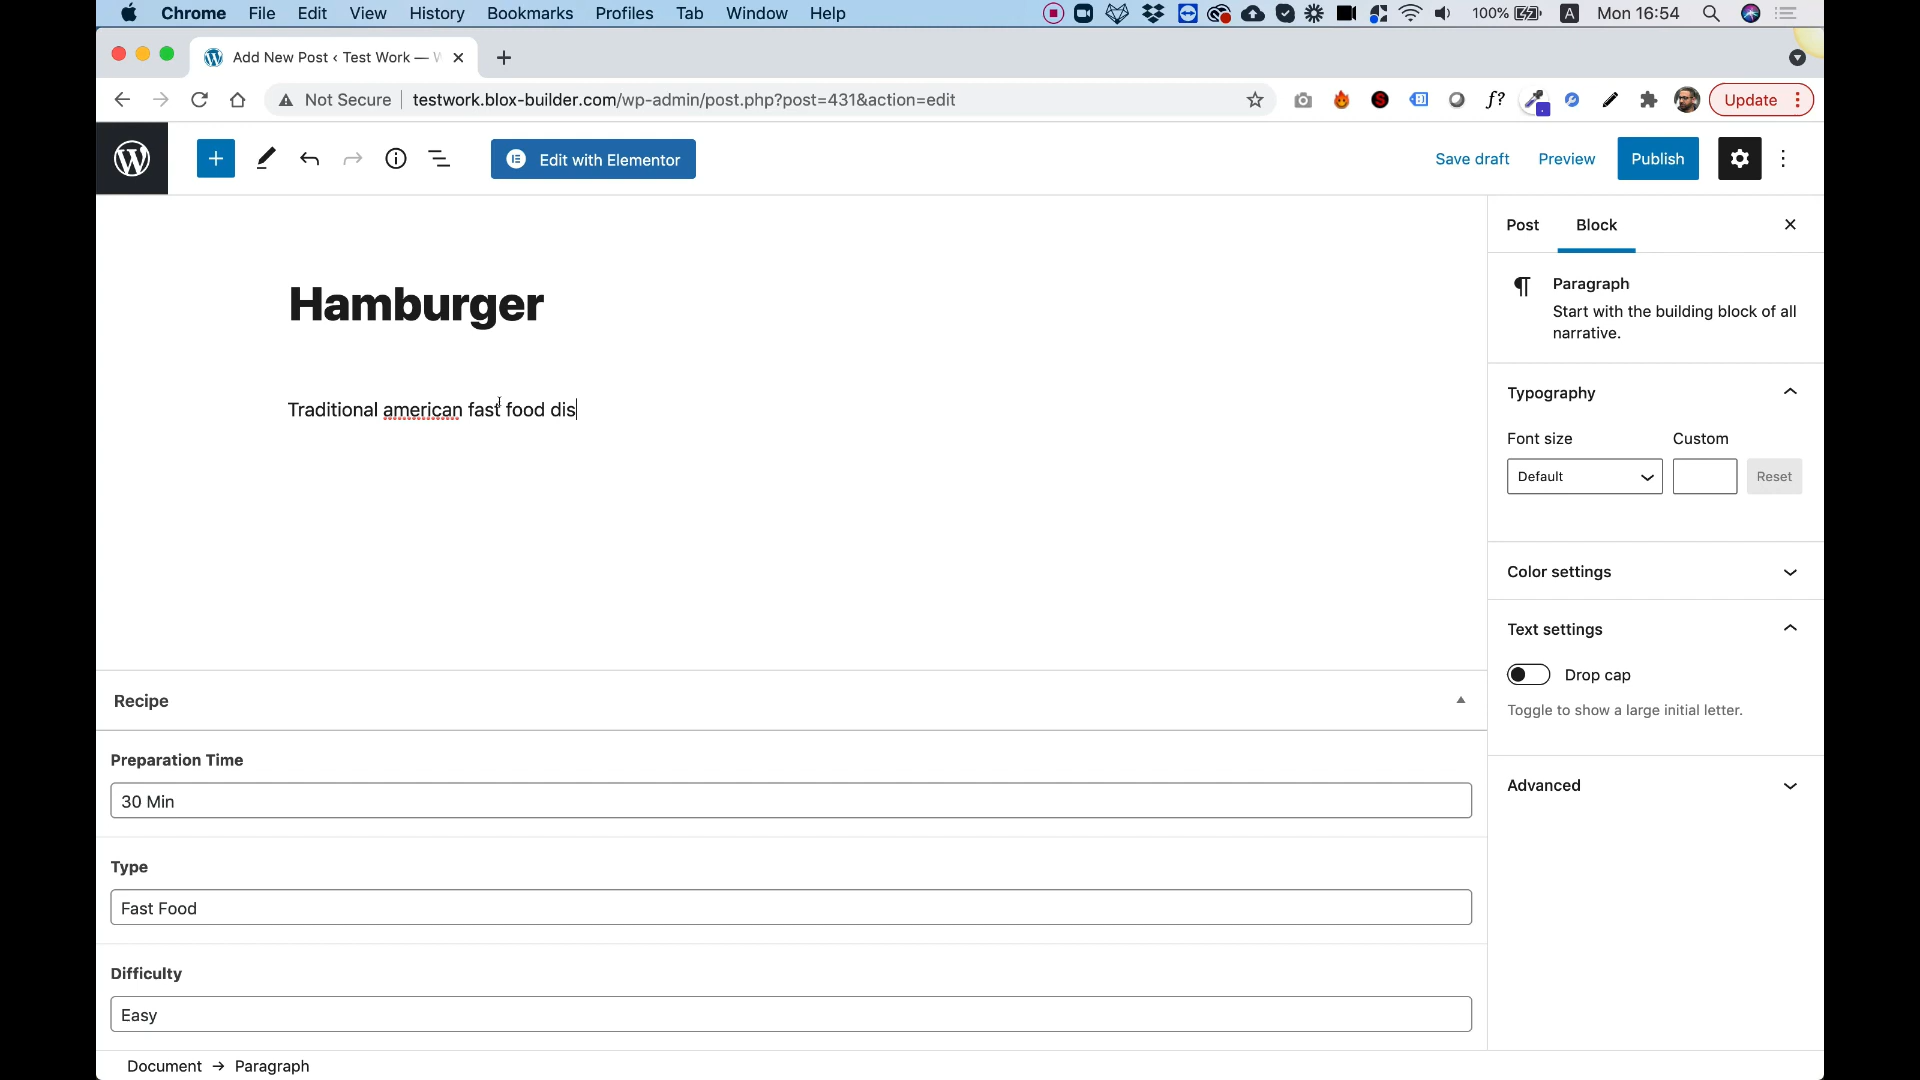 Chrome File Edit View History Bookmarks Profiles Tab Window Help 100% A Mon 16:54
Add New Post ‹ Test Work —
Not Secure testwork.blox-builder.com/wp-admin/post.php?post=431&action=edit f? Update
Edit with Elementor Save draft Preview Publish
Post Block
Hamburger
Paragraph
Start with the building block of all
narrative.
Traditional american fast food dis
Typography
Font size Custom
Default Reset
Color settings
Text settings
Drop cap
Toggle to show a large initial letter.
Advanced
Recipe
Preparation Time
30 Min
Type
Fast Food
Difficulty
Easy
Document → Paragraph